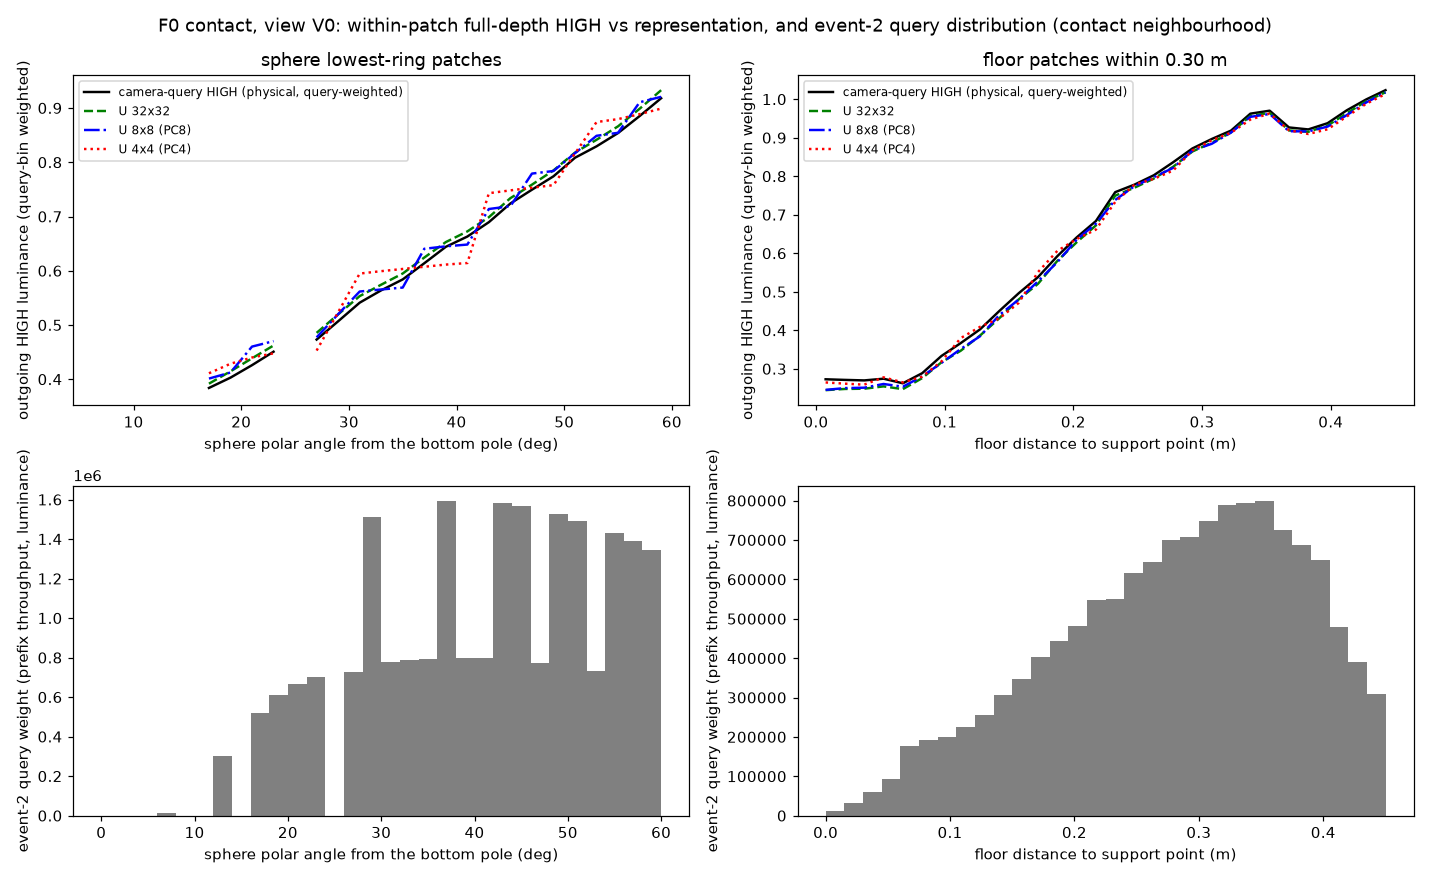 F0 contact, view V0: within-patch full-depth HIGH vs representation, and event-2 query distribution (contact neighbourhood)
sphere lowest-ring patches
outgoing HIGH luminance (query-bin weighted)
0.9
0.8
0.7
0.6
0.5
0.4
camera-query HIGH (physical, query-weighted)
U 32x32
U 8x8 (PC8)
U 4x4 (PC4)
10 20 30 40 50 60
sphere polar angle from the bottom pole (deg)
floor patches within 0.30 m
outgoing HIGH luminance (query-bin weighted)
1.0
0.9
0.8
0.7
0.6
0.5
0.4
0.3
camera-query HIGH (physical, query-weighted)
U 32x32
U 8x8 (PC8)
U 4x4 (PC4)
0.0 0.1 0.2 0.3 0.4
floor distance to support point (m)
1e6
event-2 query weight (prefix throughput, luminance)
1.6
1.4
1.2
1.0
0.8
0.6
0.4
0.2
0.0
0 10 20 30 40 50 60
sphere polar angle from the bottom pole (deg)
event-2 query weight (prefix throughput, luminance)
800000
700000
600000
500000
400000
300000
200000
100000
0
0.0 0.1 0.2 0.3 0.4
floor distance to support point (m)